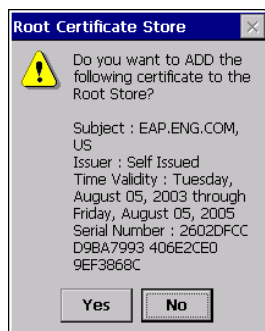 Root Certificate Store
Do you want to ADD the
following certificate to the
Root Store?
Subject : EAP.ENG.COM,
US
Issuer : Self Issued
Time Validity : Tuesday,
August 05, 2003 through
Friday, August 05, 2005
Serial Number : 2602DFCC
D9BA7993 406E2CE0
9EF3868C
Yes No